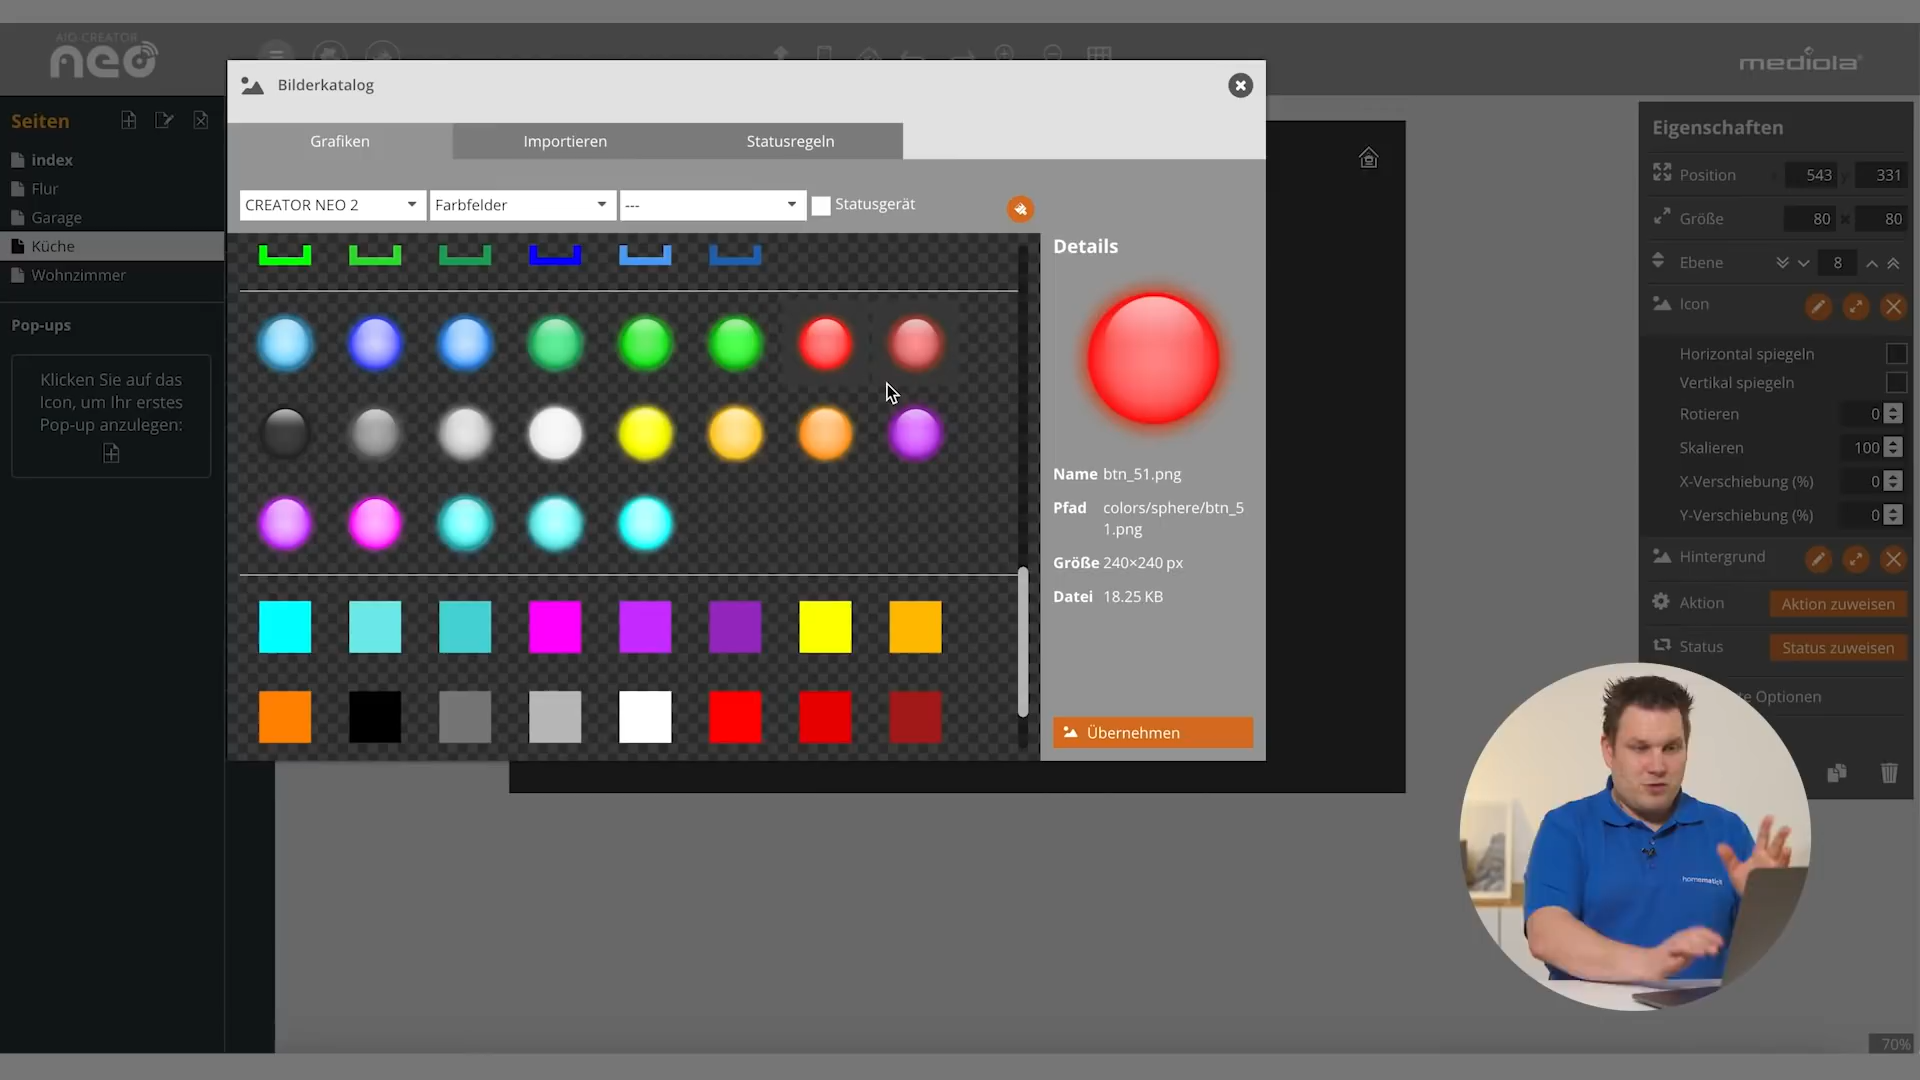 AIO CREATOR
neo
mediola
Bilderkatalog
Grafiken
Importieren
Statusregeln
CREATOR NEO 2
Farbfelder
---
Statusgerät
Seiten
index
Flur
Garage
Küche
Wohnzimmer
Pop-ups
Klicken Sie auf das
Icon, um Ihr erstes
Pop-up anzulegen:
Details
Name btn_51.png
Pfad colors/sphere/btn_5
1.png
Größe 240×240 px
Datei 18.25 KB
Übernehmen
Eigenschaften
Position 543 y 331
Größe 80 x 80
Ebene 8
Icon
Horizontal spiegeln
Vertikal spiegeln
Rotieren 0
Skalieren 100
X-Verschiebung (%) 0
Y-Verschiebung (%) 0
Hintergrund
Aktion Aktion zuweisen
Status Status zuweisen
Optionen
homematic
70%